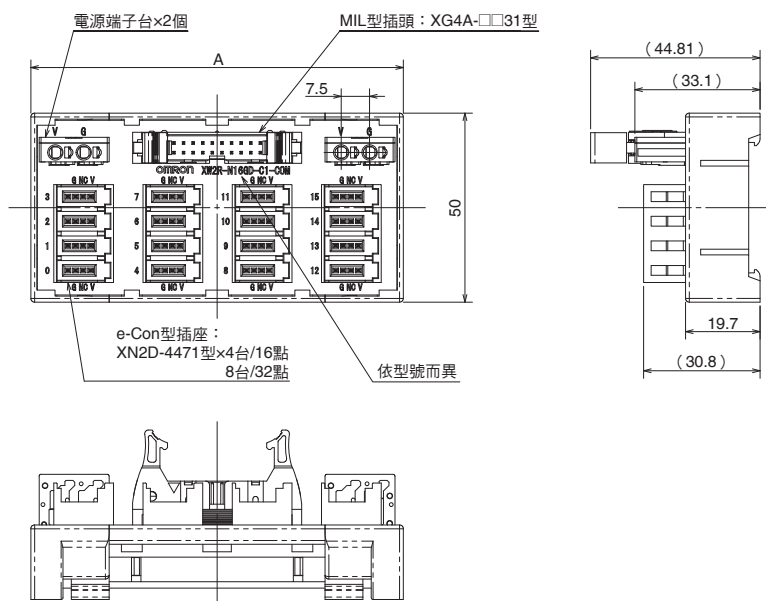 電源端子台×2個
MIL型插頭：XG4A-□□31型
A
7.5
V G
V G
OMRON XW2R-N16GD-C1-COM
G NC V
G NC V
G NC V
G NC V
3
7
11
15
2
6
10
14
1
5
9
13
0
4
8
12
G NC V
G NC V
G NC V
G NC V
50
e-Con型插座：
XN2D-4471型×4台/16點
8台/32點
依型號而異
(44.81)
(33.1)
19.7
(30.8)